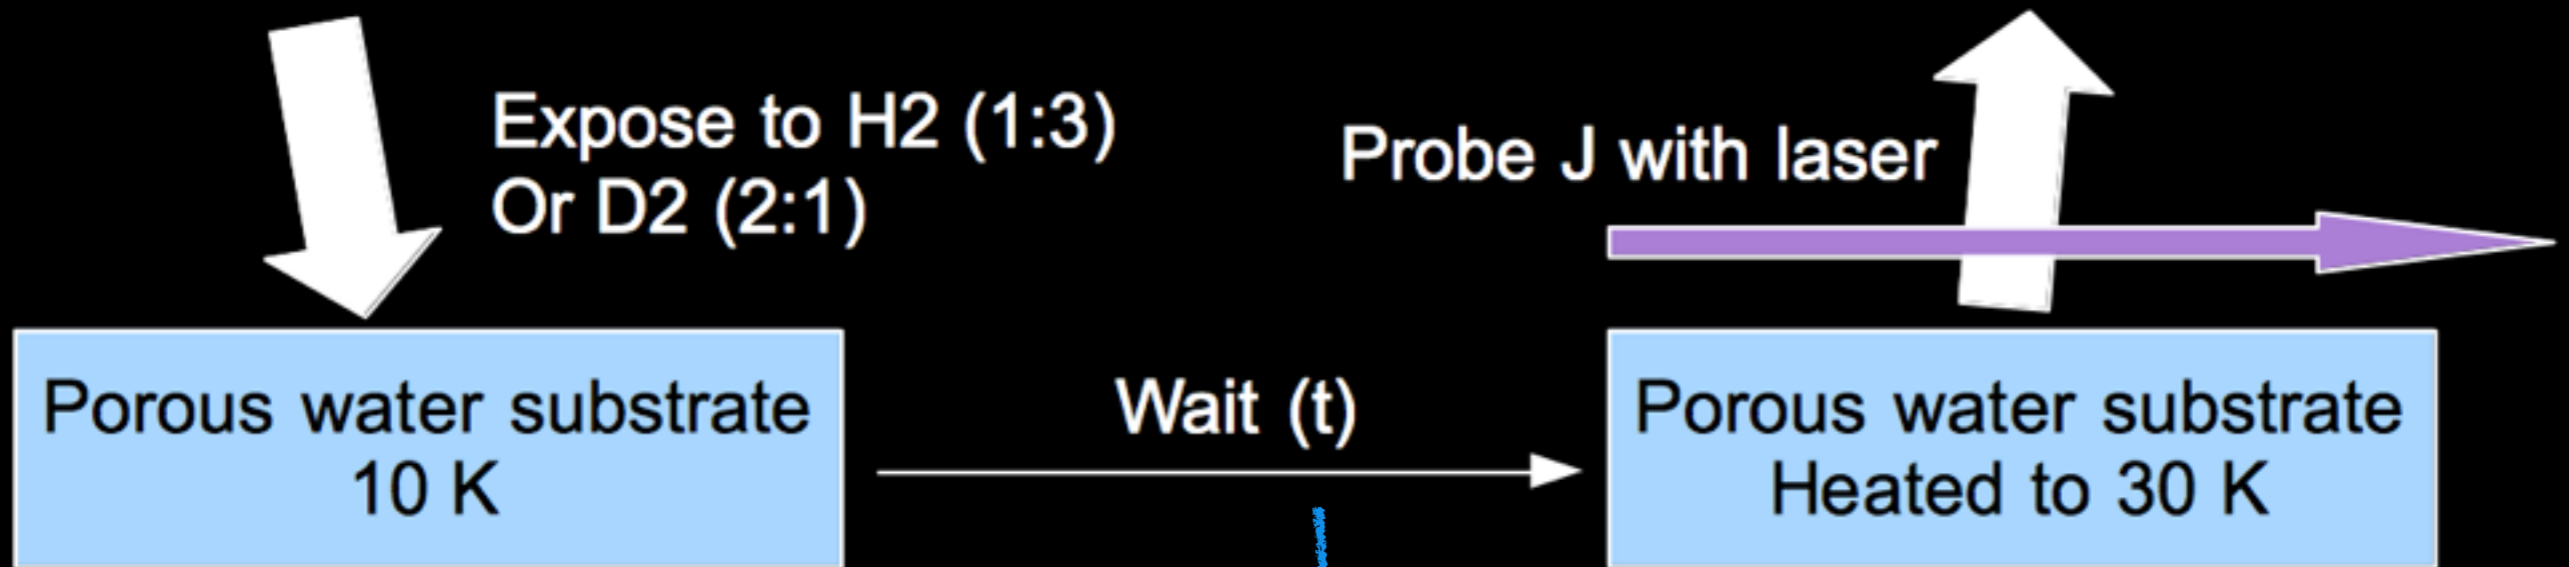 Expose to H2 (1:3)
Or D2 (2:1)
Probe J with laser
Porous water substrate
10 K
Wait (t)
Porous water substrate
Heated to 30 K